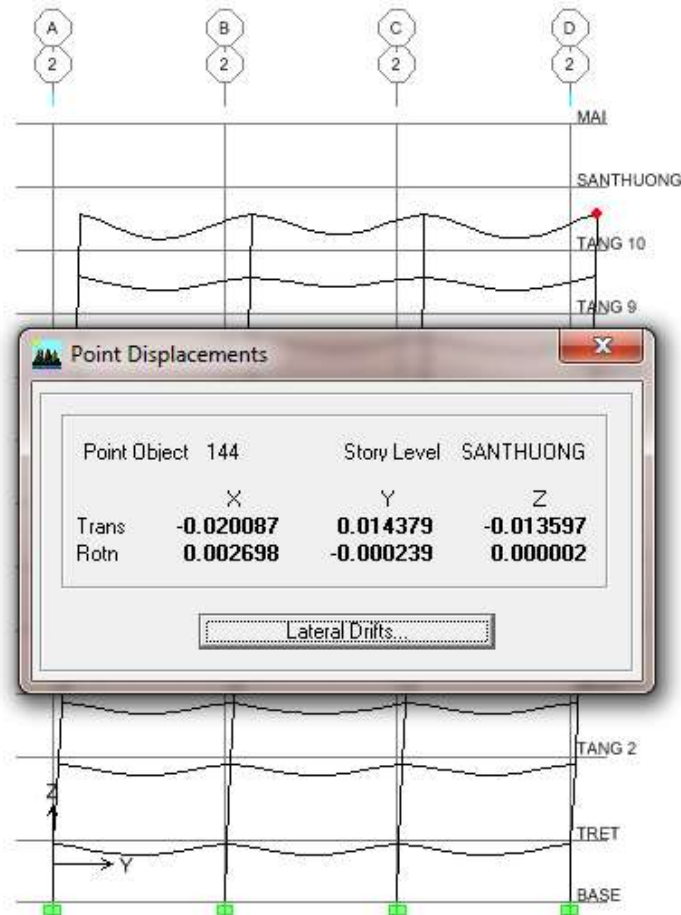 A B C D
2 2 2 2
MAI
SANTHUONG
TANG 10
TANG 9
Point Displacements
Point Object 144 Story Level SANTHUONG
X Y Z
Trans -0.020087 0.014379 -0.013597
Rotn 0.002698 -0.000239 0.000002
Lateral Drifts...
TANG 2
Z
TRET
Y
BASE